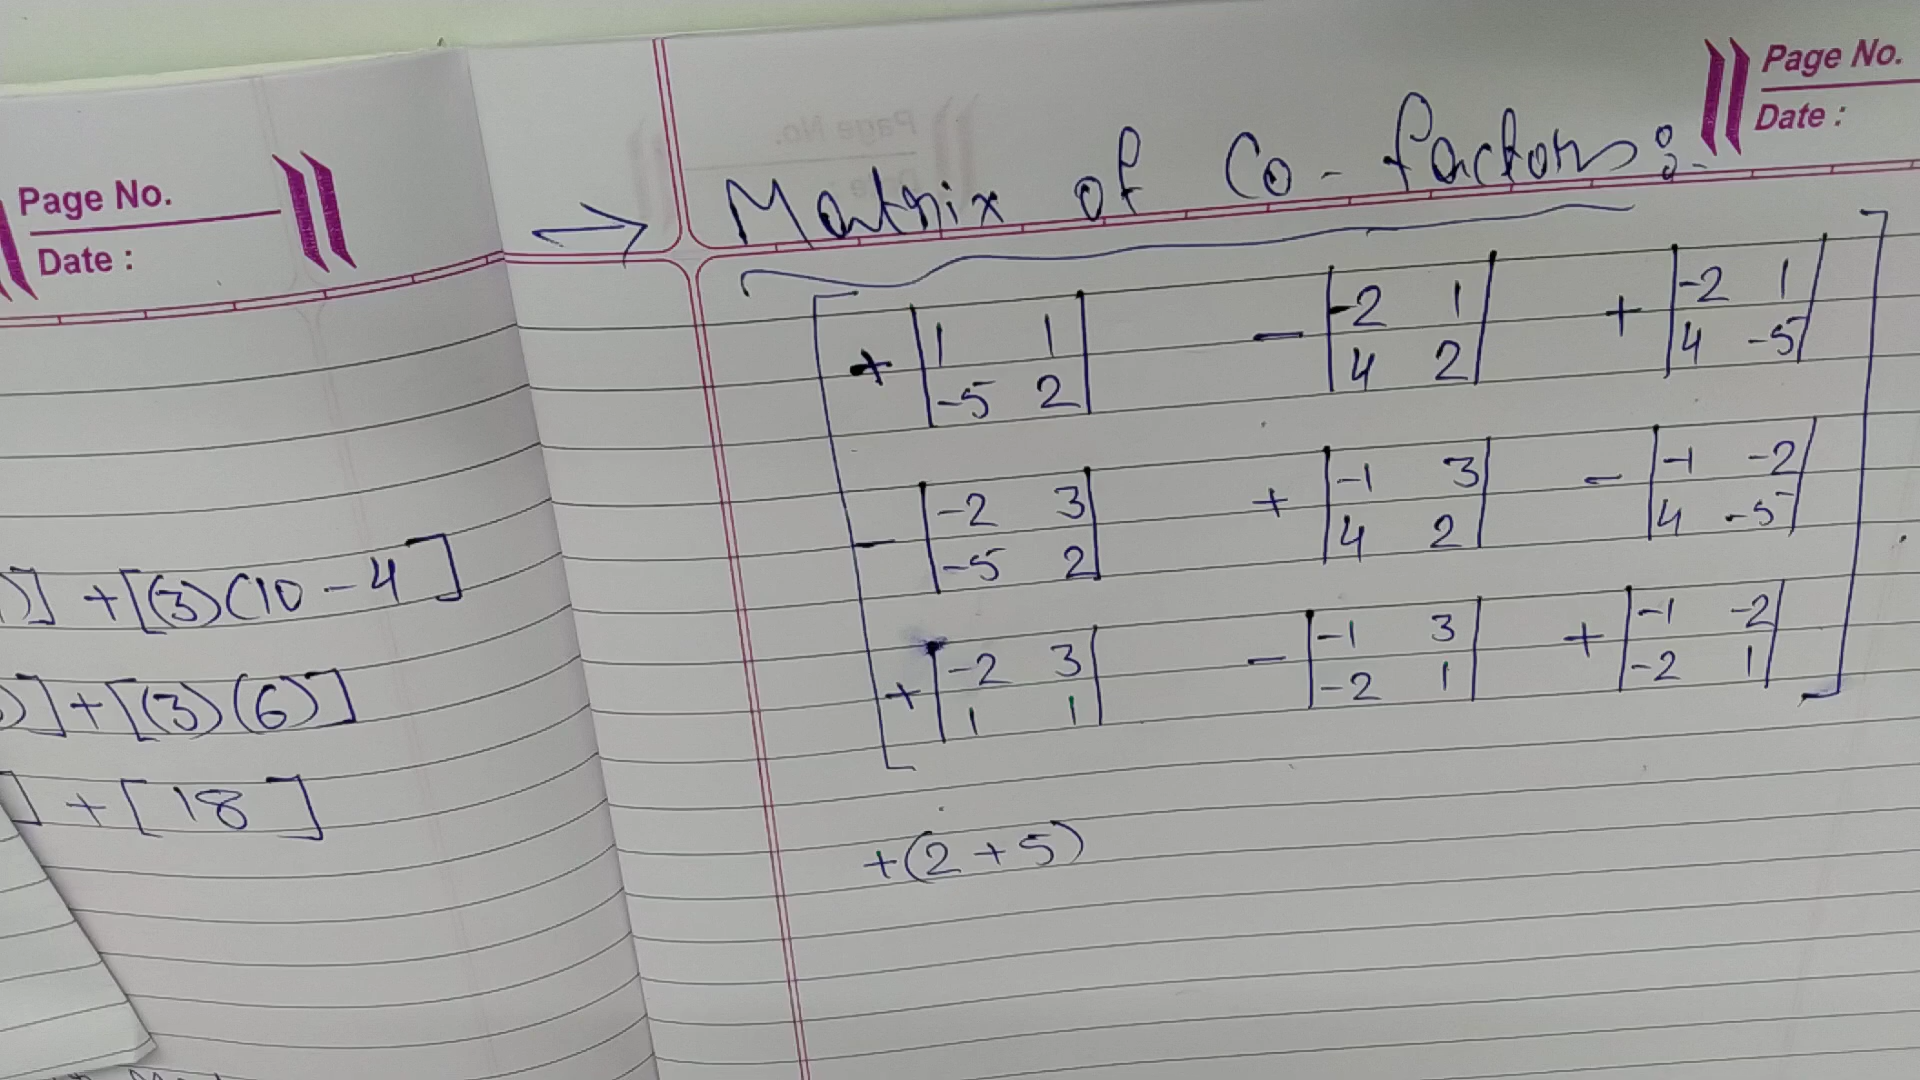 Page No.
Date :
)] + [(3)(10 - 4]
)] + [(3)(6)]
] + [18]
Page No.
Date :
→ Matrix of Co-factors:-
+ |1 1| - |-2 1| + |-2 1|
|-5 2| |4 2| |4 -5|
- |-2 3| + |-1 3| - |-1 -2|
|-5 2| |4 2| |4 -5|
+ |-2 3| - |-1 3| + |-1 -2|
|1 1| |-2 1| |-2 1|
+(2+5)